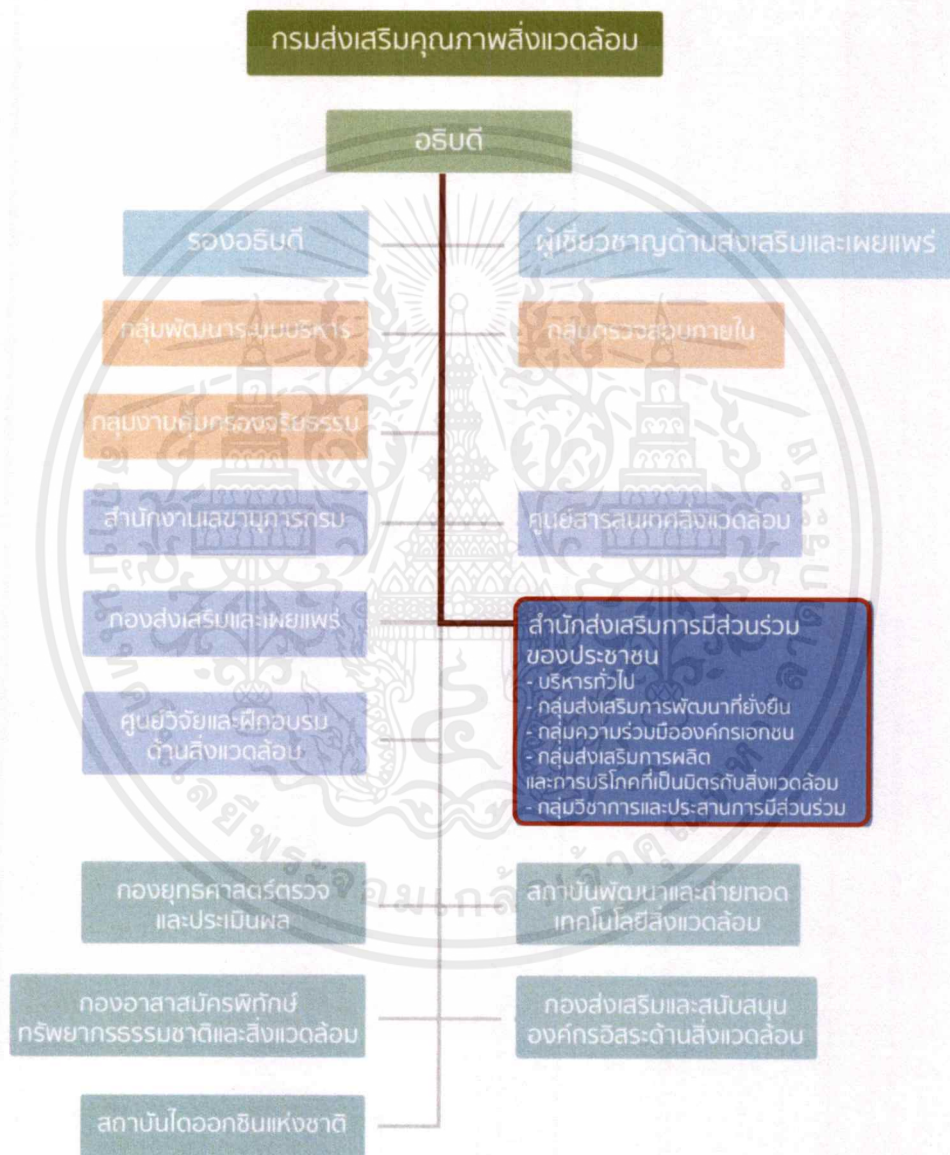 กรมส่งเสริมคุณภาพสิ่งแวดล้อม
อธิบดี
รองอธิบดี
ผู้เชี่ยวชาญด้านส่งเสริมและเผยแพร่
กลุ่มพัฒนาระบบบริหาร
กลุ่มตรวจสอบภายใน
กลุ่มงานคุ้มครองจริยธรรม
สำนักงานเลขานุการกรม
ศูนย์สารสนเทศสิ่งแวดล้อม
กองส่งเสริมและเผยแพร่
สำนักส่งเสริมการมีส่วนร่วม
ของประชาชน
- บริหารทั่วไป
- กลุ่มส่งเสริมการพัฒนาที่ยั่งยืน
- กลุ่มความร่วมมือองค์กรเอกชน
- กลุ่มส่งเสริมการผลิต
และการบริโภคที่เป็นมิตรกับสิ่งแวดล้อม
- กลุ่มวิชาการและประสานการมีส่วนร่วม
ศูนย์วิจัยและฝึกอบรม
ด้านสิ่งแวดล้อม
กองยุทธศาสตร์ตรวจ
และประเมินผล
สถาบันพัฒนาและถ่ายทอด
เทคโนโลยีสิ่งแวดล้อม
กองอาสาสมัครพิทักษ์
ทรัพยากรธรรมชาติและสิ่งแวดล้อม
กองส่งเสริมและสนับสนุน
องค์กรอิสระด้านสิ่งแวดล้อม
สถาบันไดออกซินแห่งชาติ